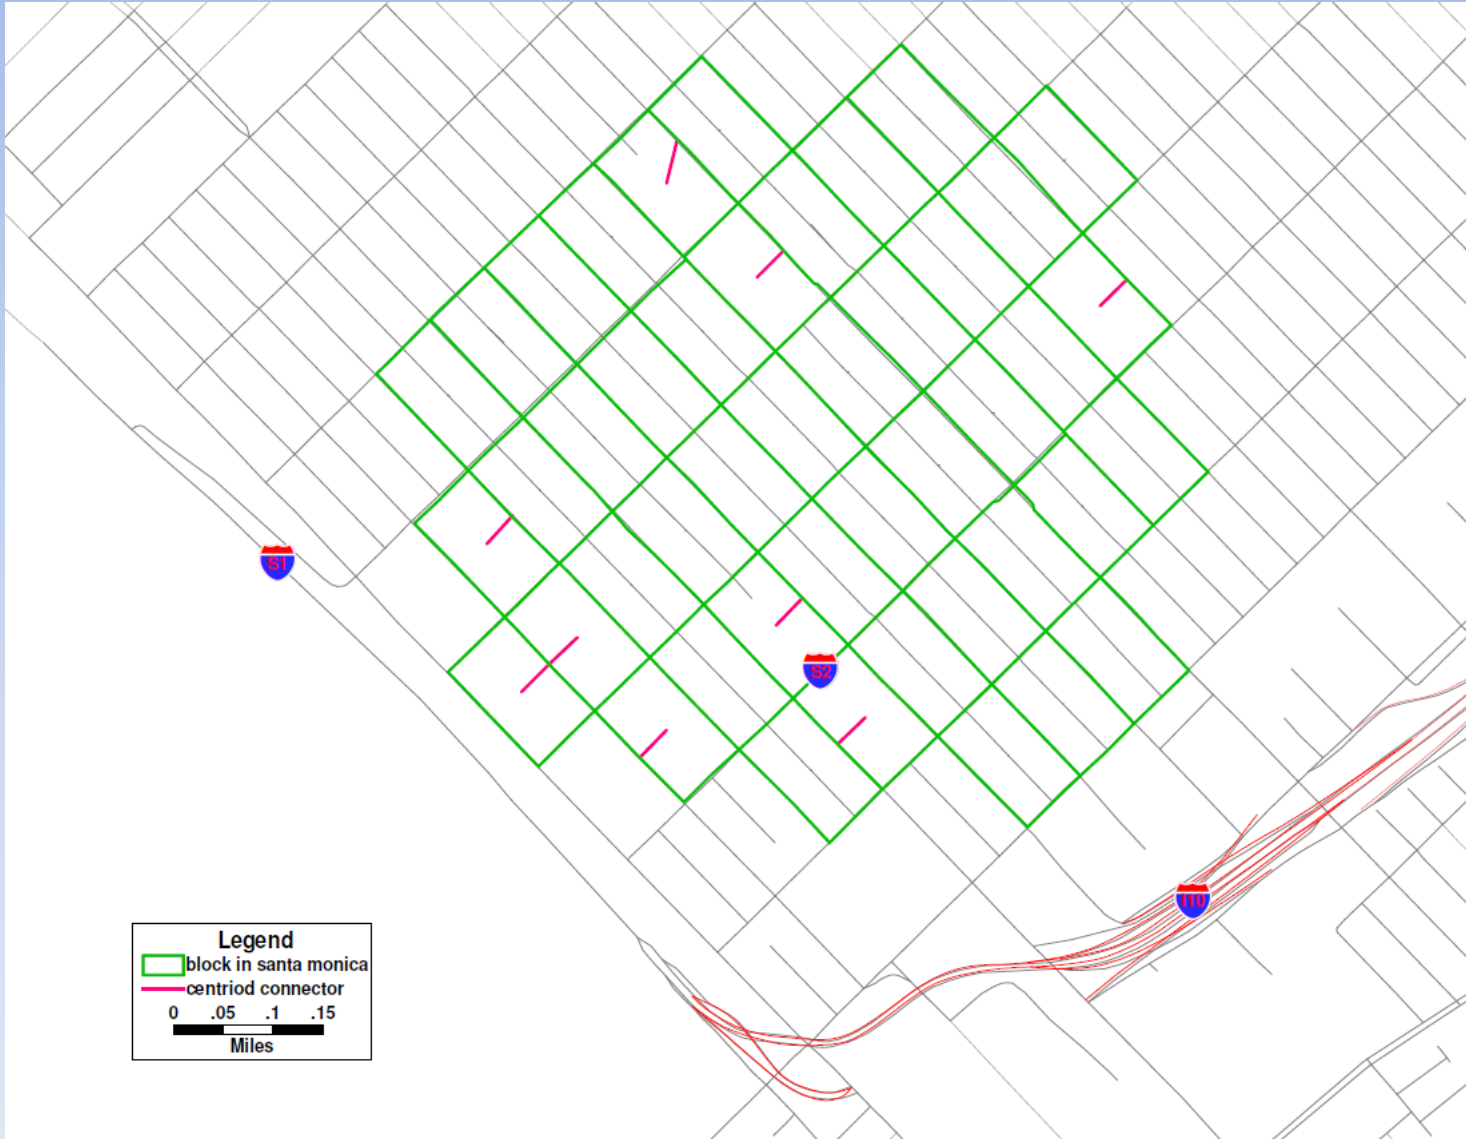 S1
S2
I10
Legend
block in santa monica
centriod connector
0 .05 .1 .15
Miles